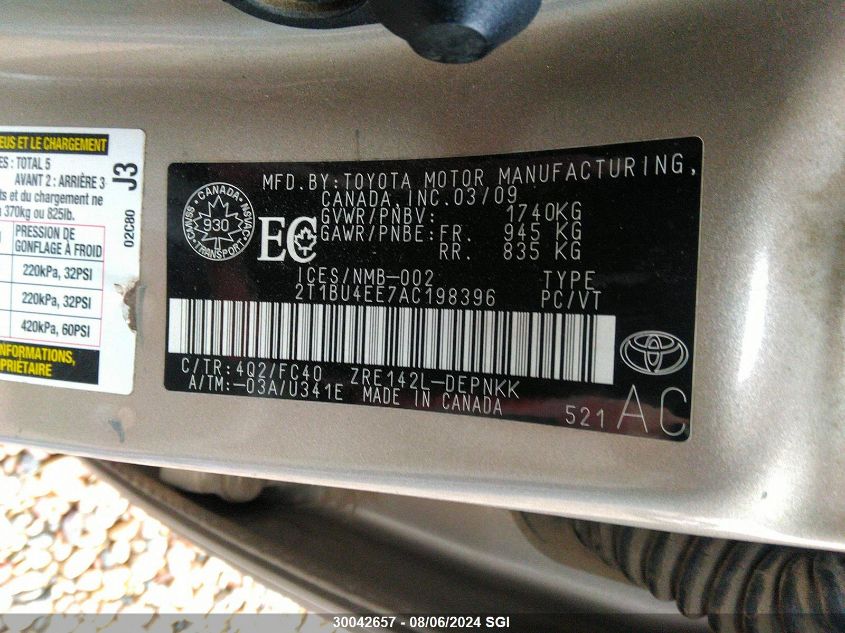 EUS ET LE CHARGEMENT
ES : TOTAL 5
AVANT 2 : ARRIÈRE 3
ts et du chargement ne
370kg ou 825lb.
PRESSION DE
GONFLAGE À FROID
220kPa, 32PSI
220kPa, 32PSI
420kPa, 60PSI
INFORMATIONS,
PRIÉTAIRE
J3
02C80
MFD. BY: TOYOTA MOTOR MANUFACTURING,
CANADA, INC. 03/09
GVWR/PNBV: 1740KG
GAWR/PNBE: FR. 945 KG
RR. 835 KG
CANADA
CMVSS NSVAC
930
TRANSPORT
EC
ICES/NMB-002 TYPE
2T1BU4EE7AC198396 PC/VT
C/TR: 4Q2/FC40 ZRE142L-DEPNKK
A/TM: -03A/U341E MADE IN CANADA
521 AC
30042657 - 08/06/2024 SGI